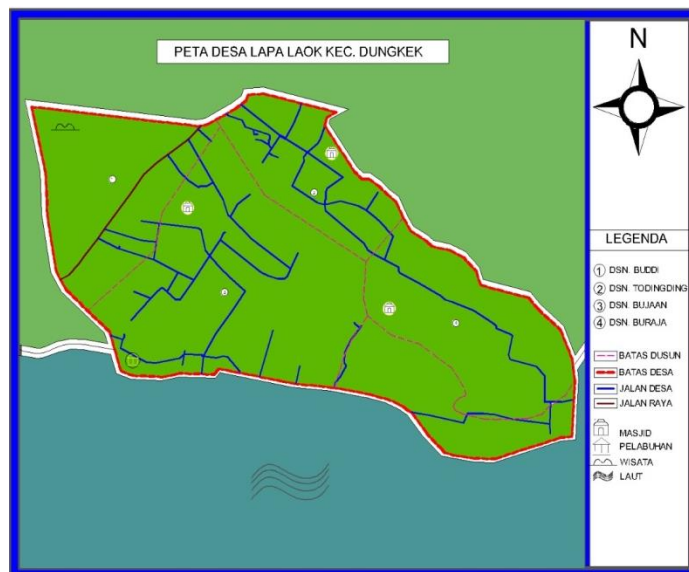 PETA DESA LAPA LAOK KEC. DUNGKEK
N
LEGENDA
1 DSN. BUDDI
2 DSN. TODINGDING
3 DSN. BUJAAN
4 DSN. BURAJA
BATAS DUSUN
BATAS DESA
JALAN DESA
JALAN RAYA
MASJID
PELABUHAN
WISATA
LAUT